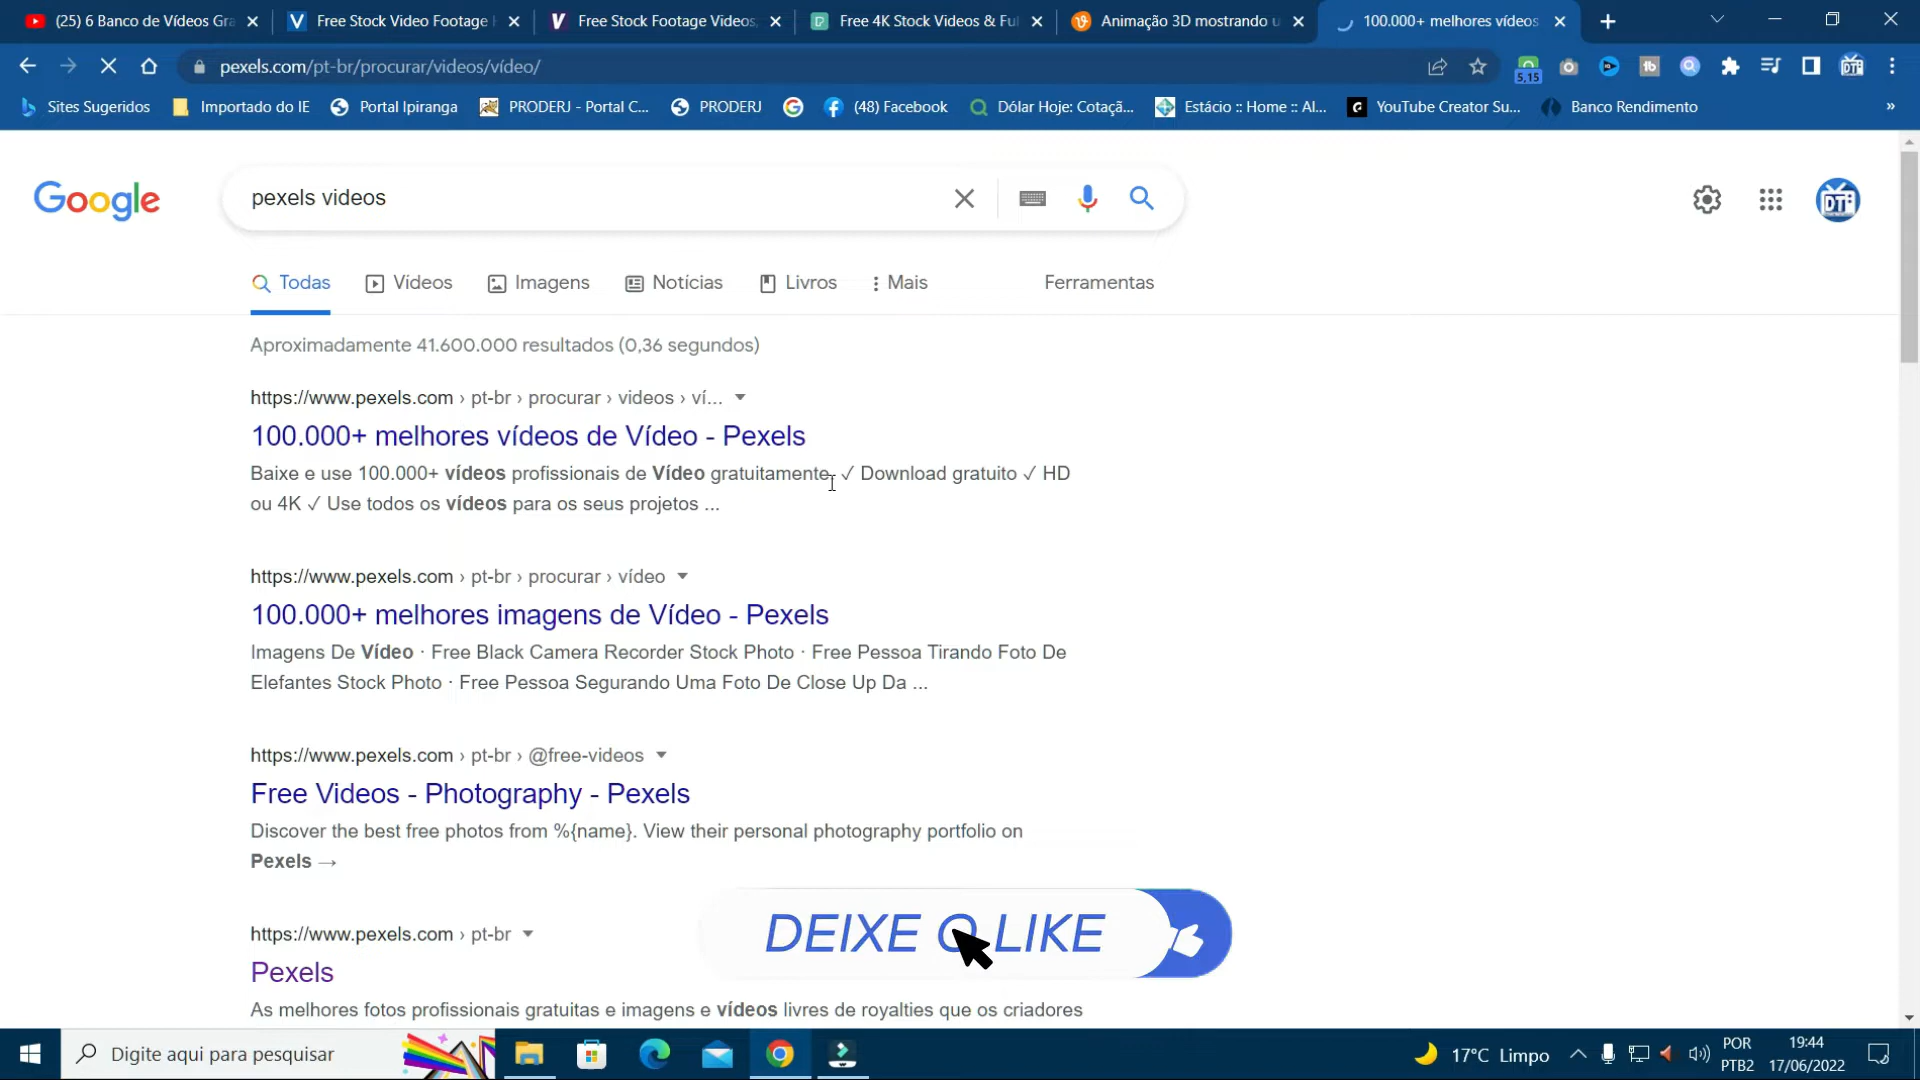 (25) 6 Banco de Vídeos Gra
Free Stock Video Footage H
Free Stock Footage Videos,
Free 4K Stock Videos & Ful
Animação 3D mostrando u
100.000+ melhores vídeos
pexels.com/pt-br/procurar/videos/vídeo/
5,15
Sites Sugeridos
Importado do IE
Portal Ipiranga
PRODERJ - Portal C...
PRODERJ
(48) Facebook
Dólar Hoje: Cotaçã...
Estácio :: Home :: Al...
YouTube Creator Su...
Banco Rendimento
»
Google
pexels videos
DTI
Todas
Vídeos
Imagens
Notícias
Livros
Mais
Ferramentas
Aproximadamente 41.600.000 resultados (0,36 segundos)
https://www.pexels.com › pt-br › procurar › videos › ví...
100.000+ melhores vídeos de Vídeo - Pexels
Baixe e use 100.000+ vídeos profissionais de Vídeo gratuitamente. ✓ Download gratuito ✓ HD
ou 4K ✓ Use todos os vídeos para os seus projetos ...
https://www.pexels.com › pt-br › procurar › vídeo
100.000+ melhores imagens de Vídeo - Pexels
Imagens De Vídeo · Free Black Camera Recorder Stock Photo · Free Pessoa Tirando Foto De
Elefantes Stock Photo · Free Pessoa Segurando Uma Foto De Close Up Da ...
https://www.pexels.com › pt-br › @free-videos
Free Videos - Photography - Pexels
Discover the best free photos from %{name}. View their personal photography portfolio on
Pexels →
DEIXE O LIKE
https://www.pexels.com › pt-br
Pexels
As melhores fotos profissionais gratuitas e imagens e vídeos livres de royalties que os criadores
Digite aqui para pesquisar
17°C Limpo
POR
PTB2
19:44
17/06/2022